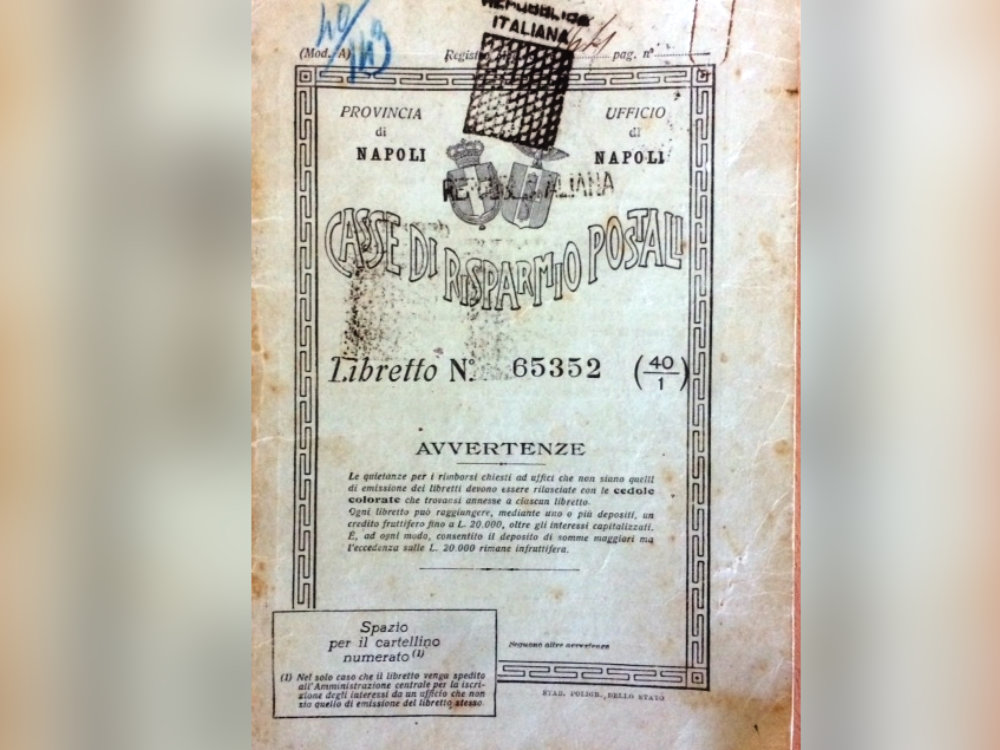 REPUBBLICA
ITALIANA
40/143
(Mod. A) Registro pag. n°
PROVINCIA
di
NAPOLI
UFFICIO
di
NAPOLI
CASSE DI RISPARMIO POSTALI
Libretto N.° 65352 (40/1)
AVVERTENZE
Le quietanze per i rimborsi chiesti ad uffici che non siano quelli
di emissione dei libretti devono essere rilasciate con le cedole
colorate che trovansi annesse a ciascun libretto.
Ogni libretto può raggiungere, mediante uno o più depositi, un
credito fruttifero fino a L. 20.000, oltre gli interessi capitalizzati.
È, ad ogni modo, consentito il deposito di somme maggiori ma
l'eccedenza sulle L. 20.000 rimane infruttifera.
Spazio
per il cartellino
numerato (1)
(1) Nel solo caso che il libretto venga spedito
all'Amministrazione centrale per la iscri-
zione degli interessi da un ufficio che non
sia quello di emissione del libretto stesso.
Seguono altre avvertenze
STAB. POLIGR. DELLO STATO